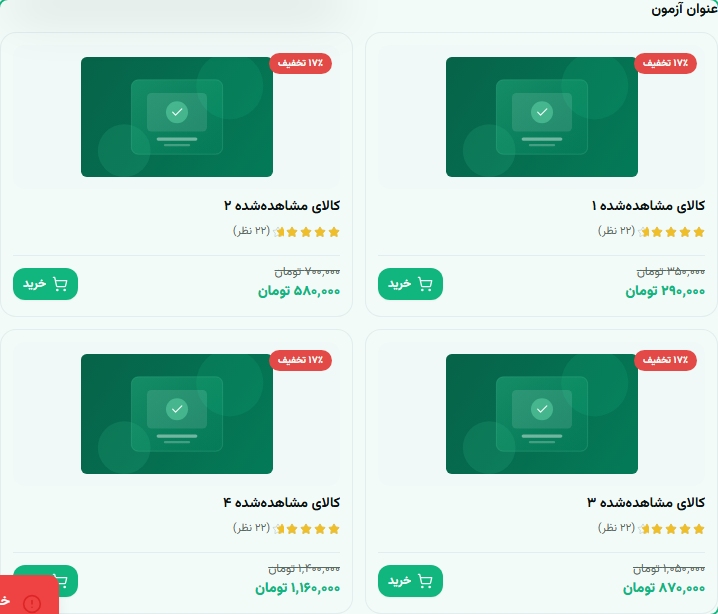 عنوان آزمون
۱۷٪ تخفیف
کالای مشاهده‌شده ۱
(۲۲ نظر)
۳۵۰,۰۰۰ تومان
۲۹۰,۰۰۰ تومان
خرید
۱۷٪ تخفیف
کالای مشاهده‌شده ۲
(۲۲ نظر)
۷۰۰,۰۰۰ تومان
۵۸۰,۰۰۰ تومان
خرید
۱۷٪ تخفیف
کالای مشاهده‌شده ۳
(۲۲ نظر)
۱,۰۵۰,۰۰۰ تومان
۸۷۰,۰۰۰ تومان
خرید
۱۷٪ تخفیف
کالای مشاهده‌شده ۴
(۲۲ نظر)
۱,۴۰۰,۰۰۰ تومان
۱,۱۶۰,۰۰۰ تومان